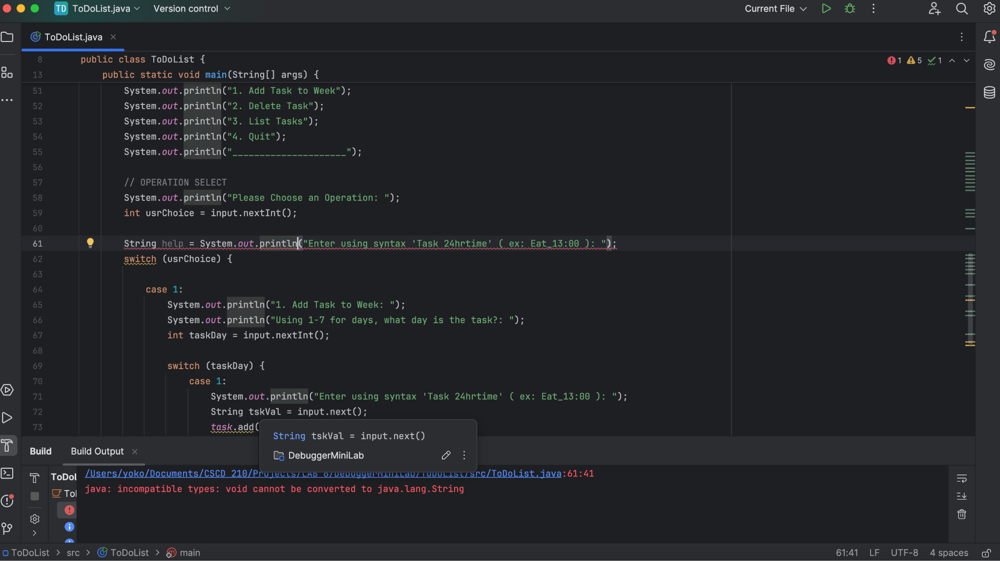 TD ToDoList.java Version control Current File
ToDoList.java
8 public class ToDoList { 1 5 1
13 public static void main(String[] args) {
51 System.out.println("1. Add Task to Week");
52 System.out.println("2. Delete Task");
53 System.out.println("3. List Tasks");
54 System.out.println("4. Quit");
55 System.out.println("_____________________");
56
57 // OPERATION SELECT
58 System.out.println("Please Choose an Operation: ");
59 int usrChoice = input.nextInt();
60
61 String help = System.out.println("Enter using syntax 'Task 24hrtime' ( ex: Eat_13:00 ): ");
62 switch (usrChoice) {
63
64 case 1:
65 System.out.println("1. Add Task to Week: ");
66 System.out.println("Using 1-7 for days, what day is the task?: ");
67 int taskDay = input.nextInt();
68
69 switch (taskDay) {
70 case 1:
71 System.out.println("Enter using syntax 'Task 24hrtime' ( ex: Eat_13:00 ): ");
72 String tskVal = input.next();
73 task.add(
String tskVal = input.next()
DebuggerMiniLab
Build Build Output
ToDoL
/Users/yoko/Documents/CSCD 210/Projects/LAB 6/DebuggerMiniLab/ToDoList/src/ToDoList.java:61:41
ToI
java: incompatible types: void cannot be converted to java.lang.String
ToDoList > src > ToDoList > main 61:41 LF UTF-8 4 spaces